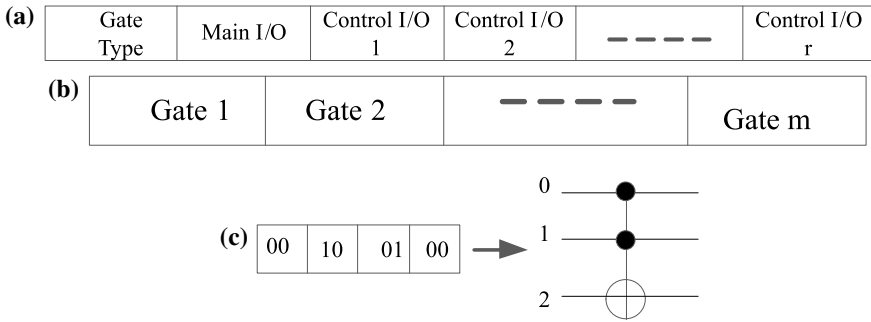 (a)
Gate Type
Main I/O
Control I/O 1
Control I/O 2
Control I/O r
(b)
Gate 1
Gate 2
Gate m
(c)
00
10
01
00
0
1
2